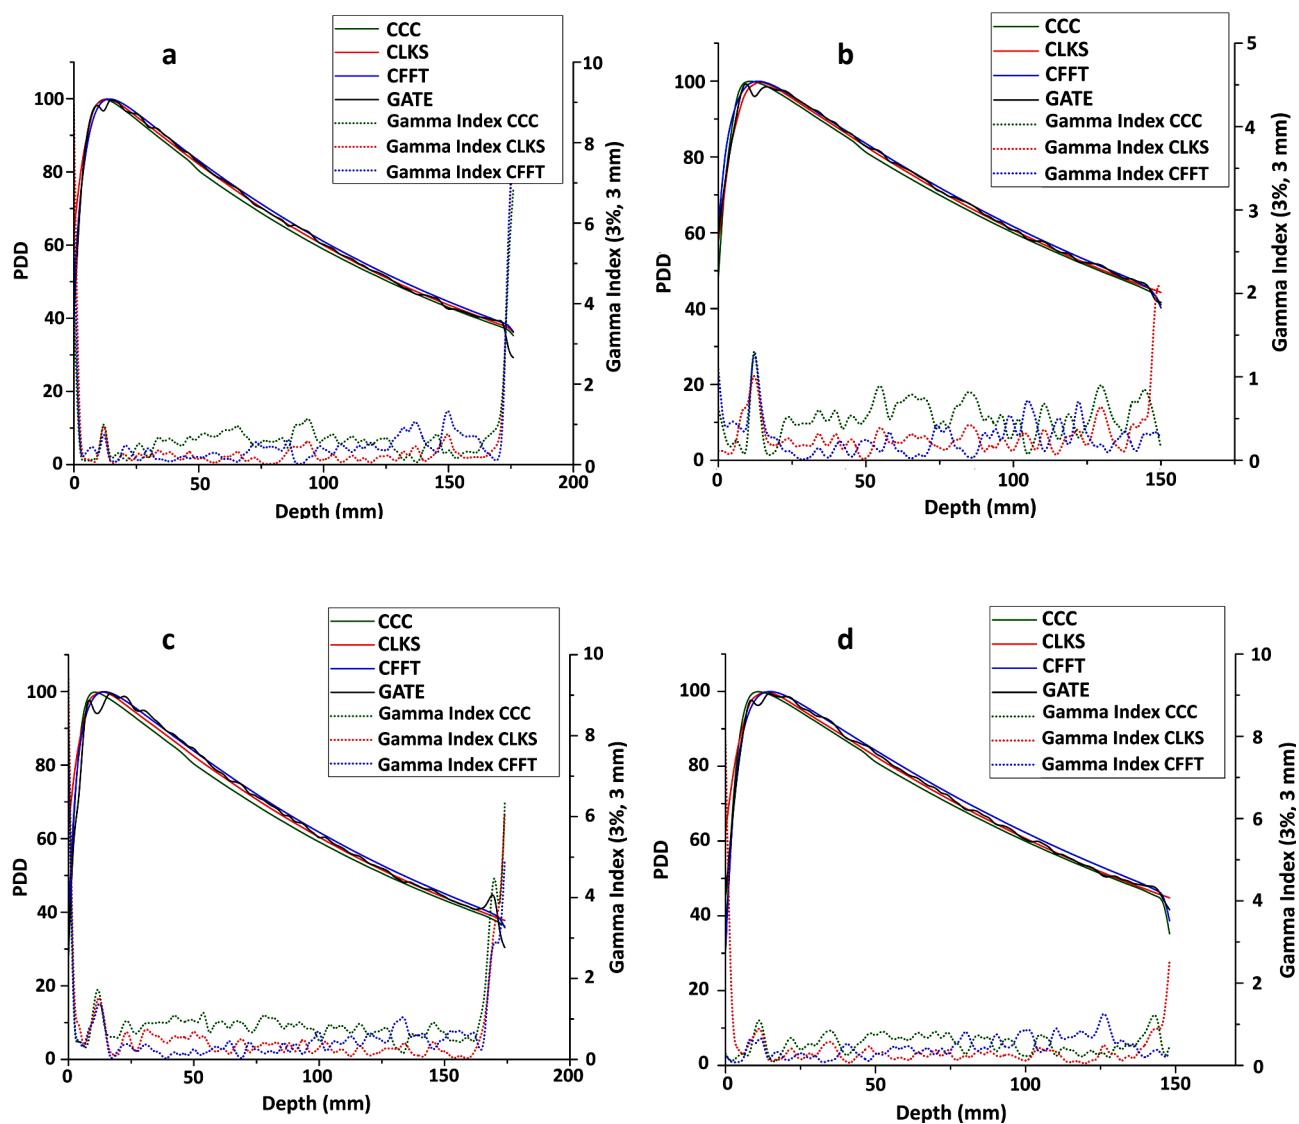 a
CCC
CLKS
CFFT
GATE
Gamma Index CCC
Gamma Index CLKS
Gamma Index CFFT
100
80
60
40
20
0
PDD
0
50
100
150
200
Depth (mm)
10
8
6
4
2
0
Gamma Index (3%, 3 mm)
b
CCC
CLKS
CFFT
GATE
Gamma Index CCC
Gamma Index CLKS
Gamma Index CFFT
100
80
60
40
20
0
PDD
0
50
100
150
Depth (mm)
5
4
3
2
1
0
Gamma Index (3%, 3 mm)
c
CCC
CLKS
CFFT
GATE
Gamma Index CCC
Gamma Index CLKS
Gamma Index CFFT
100
80
60
40
20
0
PDD
0
50
100
150
200
Depth (mm)
10
8
6
4
2
0
Gamma Index (3%, 3 mm)
d
CCC
CLKS
CFFT
GATE
Gamma Index CCC
Gamma Index CLKS
Gamma Index CFFT
100
80
60
40
20
0
PDD
0
50
100
150
Depth (mm)
10
8
6
4
2
0
Gamma Index (3%, 3 mm)